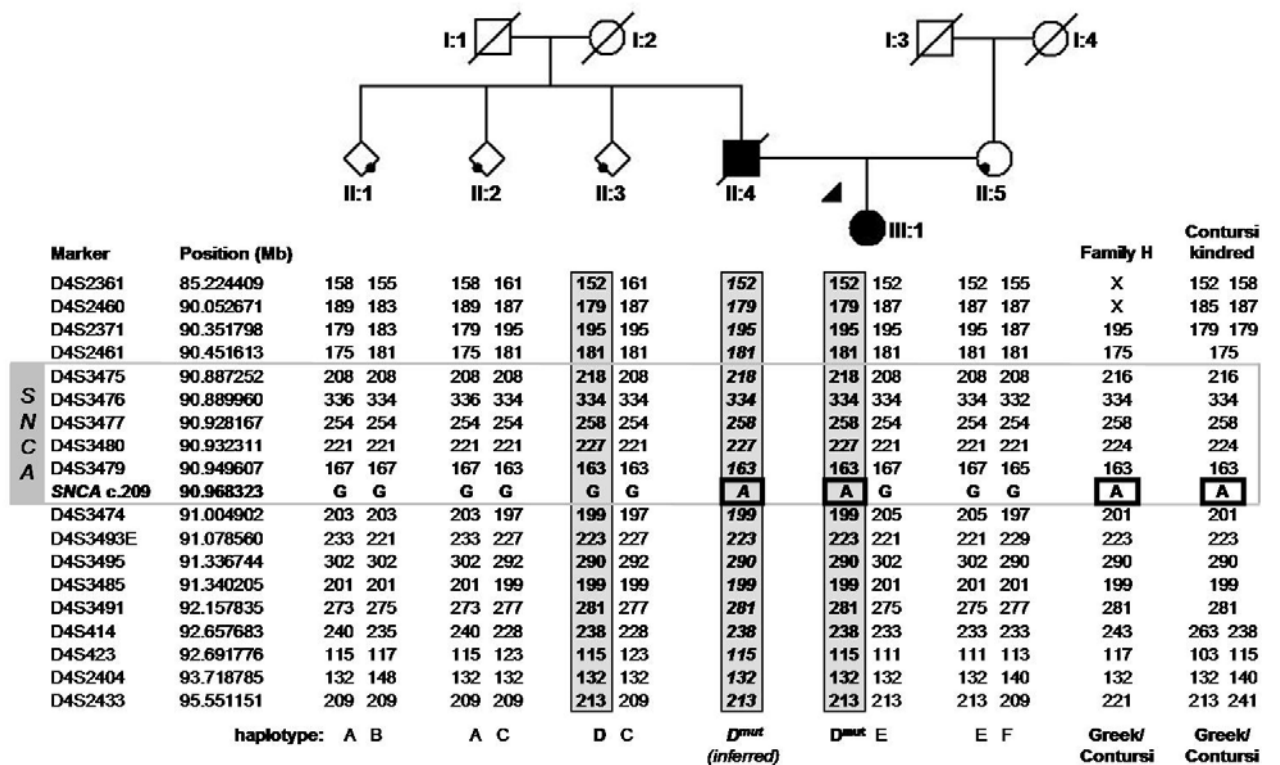 I:1 I:2 I:3 I:4
II:1 II:2 II:3 II:4 II:5
III:1
Contursi
Marker Position (Mb) Family H kindred
D4S2361 85.224409 158 155 158 161 152 161 152 152 152 152 155 X 152 158
D4S2460 90.052671 189 183 189 187 179 187 179 179 187 187 187 X 185 187
D4S2371 90.351798 179 183 179 195 195 195 195 195 195 195 187 195 179 179
D4S2461 90.451613 175 181 175 181 181 181 181 181 181 181 181 175 175
SNCA
D4S3475 90.887252 208 208 208 208 218 208 218 218 208 208 208 216 216
D4S3476 90.889960 336 334 336 334 334 334 334 334 334 334 332 334 334
D4S3477 90.928167 254 254 254 254 258 254 258 258 254 254 254 258 258
D4S3480 90.932311 221 221 221 221 227 221 227 227 221 221 221 224 224
D4S3479 90.949607 167 167 167 163 163 163 163 163 167 167 165 163 163
SNCA c.209 90.968323 G G G G G G A A G G G A A
D4S3474 91.004902 203 203 203 197 199 197 199 199 205 205 197 201 201
D4S3493E 91.078560 233 221 233 227 223 227 223 223 221 221 229 223 223
D4S3495 91.336744 302 302 302 292 290 292 290 290 302 302 290 290 290
D4S3485 91.340205 201 201 201 199 199 199 199 199 201 201 201 199 199
D4S3491 92.157835 273 275 273 277 281 277 281 281 275 275 277 281 281
D4S414 92.657683 240 235 240 228 238 228 238 238 233 233 233 243 263 238
D4S423 92.691776 115 117 115 123 115 123 115 115 111 111 113 117 103 115
D4S2404 93.718785 132 148 132 132 132 132 132 132 132 132 140 132 132 140
D4S2433 95.551151 209 209 209 209 213 209 213 213 213 213 209 221 213 241
haplotype: A B A C D C Dmut Dmut E E F Greek/ Greek/
(inferred) Contursi Contursi